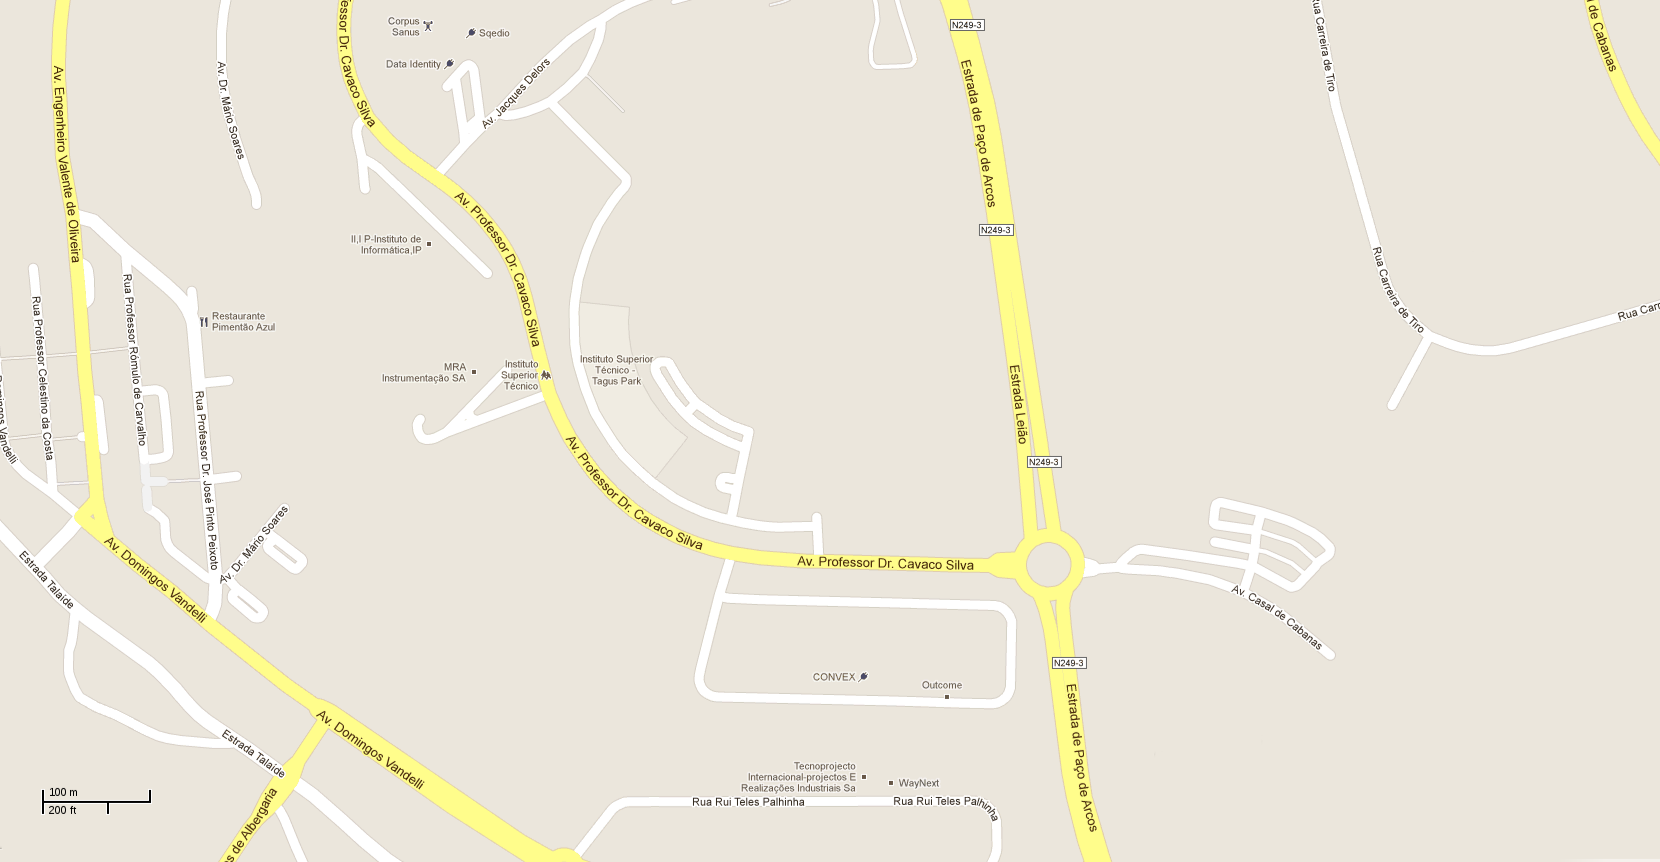 N249-3
Corpus
Sanus
Sqedio
Data Identity
Av. Jacques Delors
essor Dr. Cavaco Silva
Av. Engenheiro Valente de Oliveira
Av. Dr. Mário Soares
Estrada de Paço de Arcos
Rua Carreira de Tiro
de Cabanas
Av. Professor Dr. Cavaco Silva
II,I P-Instituto de
Informática,IP
N249-3
Rua Carreira de Tiro
Rua Carr
Rua Professor Celestino da Costa
Rua Professor Rómulo de Carvalho
Restaurante
Pimentão Azul
MRA
Instrumentação SA
Instituto
Superior
Técnico
Instituto Superior
Técnico -
Tagus Park
Estrada Leião
Domingos Vandelli
Rua Professor Dr. José Pinto Peixoto
N249-3
Av. Professor Dr. Cavaco Silva
Av. Professor Dr. Cavaco Silva
Av. Dr. Mário Soares
Estrada Talaíde
Av. Domingos Vandelli
Av. Casal de Cabanas
N249-3
CONVEX
Outcome
Estrada de Paço de Arcos
Av. Domingos Vandelli
Estrada Talaíde
Tecnoprojecto
Internacional-projectos E
Realizações Industriais Sa
WayNext
Rua Rui Teles Palhinha
Rua Rui Teles Palhinha
es de Albergaria
100 m
200 ft